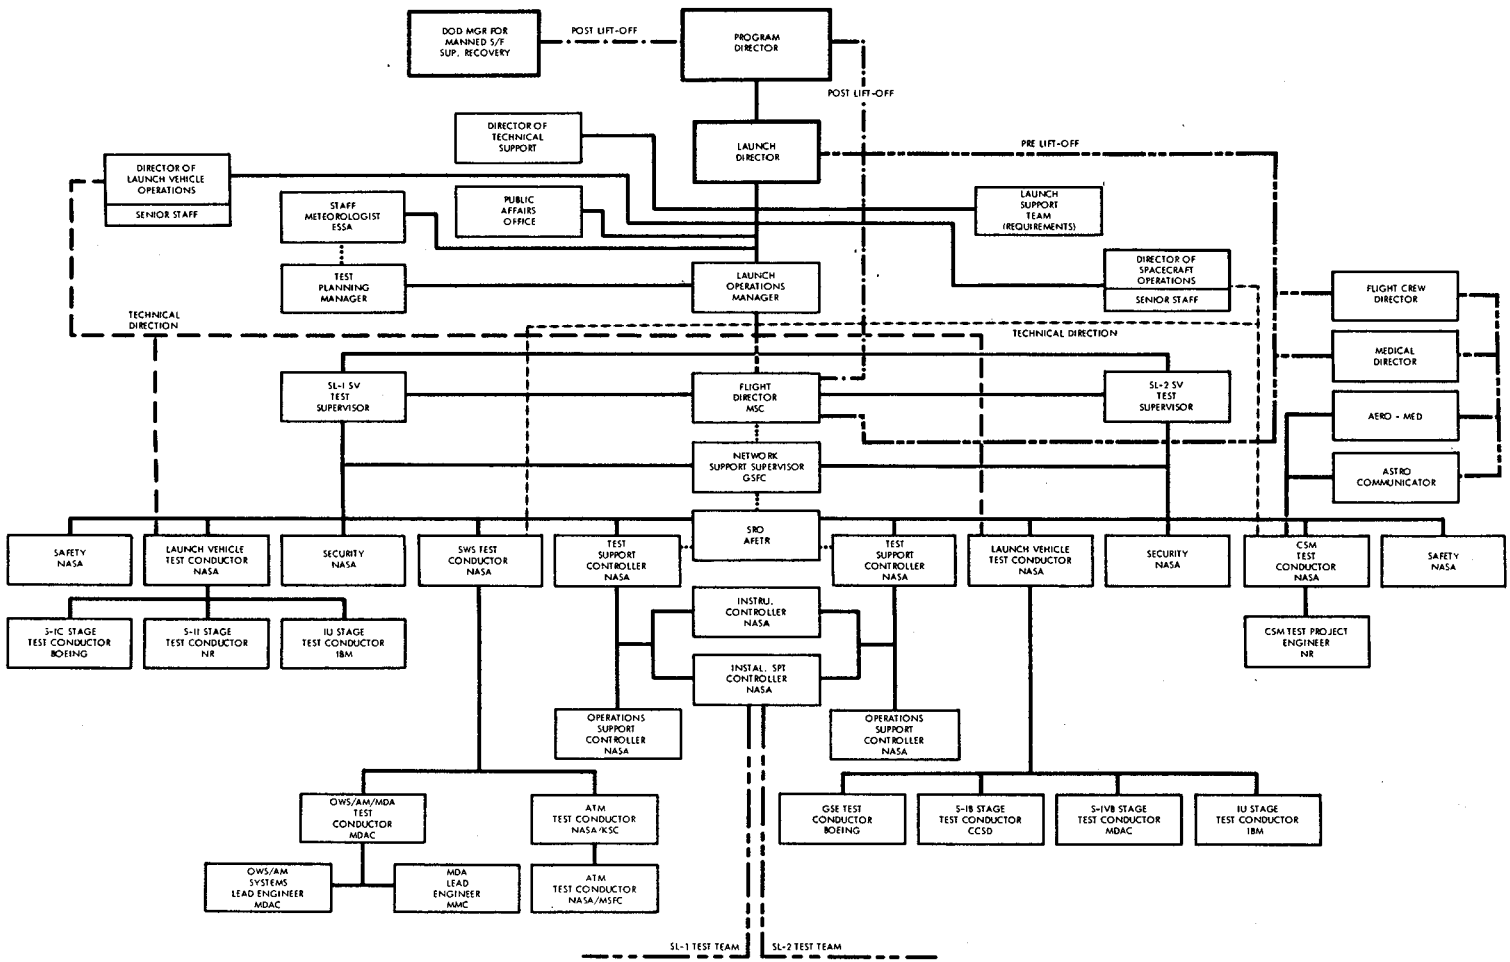 DOD MGR FOR
MANNED S/F
SUP. RECOVERY
POST LIFT-OFF
PROGRAM
DIRECTOR
POST LIFT-OFF
DIRECTOR OF
TECHNICAL
SUPPORT
LAUNCH
DIRECTOR
PRE LIFT-OFF
DIRECTOR OF
LAUNCH VEHICLE
OPERATIONS
SENIOR STAFF
STAFF
METEOROLOGIST
ESSA
PUBLIC
AFFAIRS
OFFICE
LAUNCH
SUPPORT
TEAM
(REQUIREMENTS)
TEST
PLANNING
MANAGER
LAUNCH
OPERATIONS
MANAGER
DIRECTOR OF
SPACECRAFT
OPERATIONS
SENIOR STAFF
FLIGHT CREW
DIRECTOR
TECHNICAL
DIRECTION
TECHNICAL DIRECTION
MEDICAL
DIRECTOR
SL-1 SV
TEST
SUPERVISOR
FLIGHT
DIRECTOR
MSC
SL-2 SV
TEST
SUPERVISOR
AERO - MED
NETWORK
SUPPORT SUPERVISOR
GSFC
ASTRO
COMMUNICATOR
SRO
AFETR
SAFETY
NASA
LAUNCH VEHICLE
TEST CONDUCTOR
NASA
SECURITY
NASA
SWS TEST
CONDUCTOR
NASA
TEST
SUPPORT
CONTROLLER
NASA
TEST
SUPPORT
CONTROLLER
NASA
LAUNCH VEHICLE
TEST CONDUCTOR
NASA
SECURITY
NASA
CSM
TEST
CONDUCTOR
NASA
SAFETY
NASA
S-IC STAGE
TEST CONDUCTOR
BOEING
S-II STAGE
TEST CONDUCTOR
NR
IU STAGE
TEST CONDUCTOR
IBM
INSTRU.
CONTROLLER
NASA
CSM TEST PROJECT
ENGINEER
NR
INSTAL. SPT
CONTROLLER
NASA
OPERATIONS
SUPPORT
CONTROLLER
NASA
OPERATIONS
SUPPORT
CONTROLLER
NASA
OWS/AM/MDA
TEST
CONDUCTOR
MDAC
ATM
TEST CONDUCTOR
NASA/KSC
GSE TEST
CONDUCTOR
BOEING
S-IB STAGE
TEST CONDUCTOR
CCSD
S-IVB STAGE
TEST CONDUCTOR
MDAC
IU STAGE
TEST CONDUCTOR
IBM
OWS/AM
SYSTEMS
LEAD ENGINEER
MDAC
MDA
LEAD
ENGINEER
MMC
ATM
TEST CONDUCTOR
NASA/MSFC
SL-1 TEST TEAM
SL-2 TEST TEAM